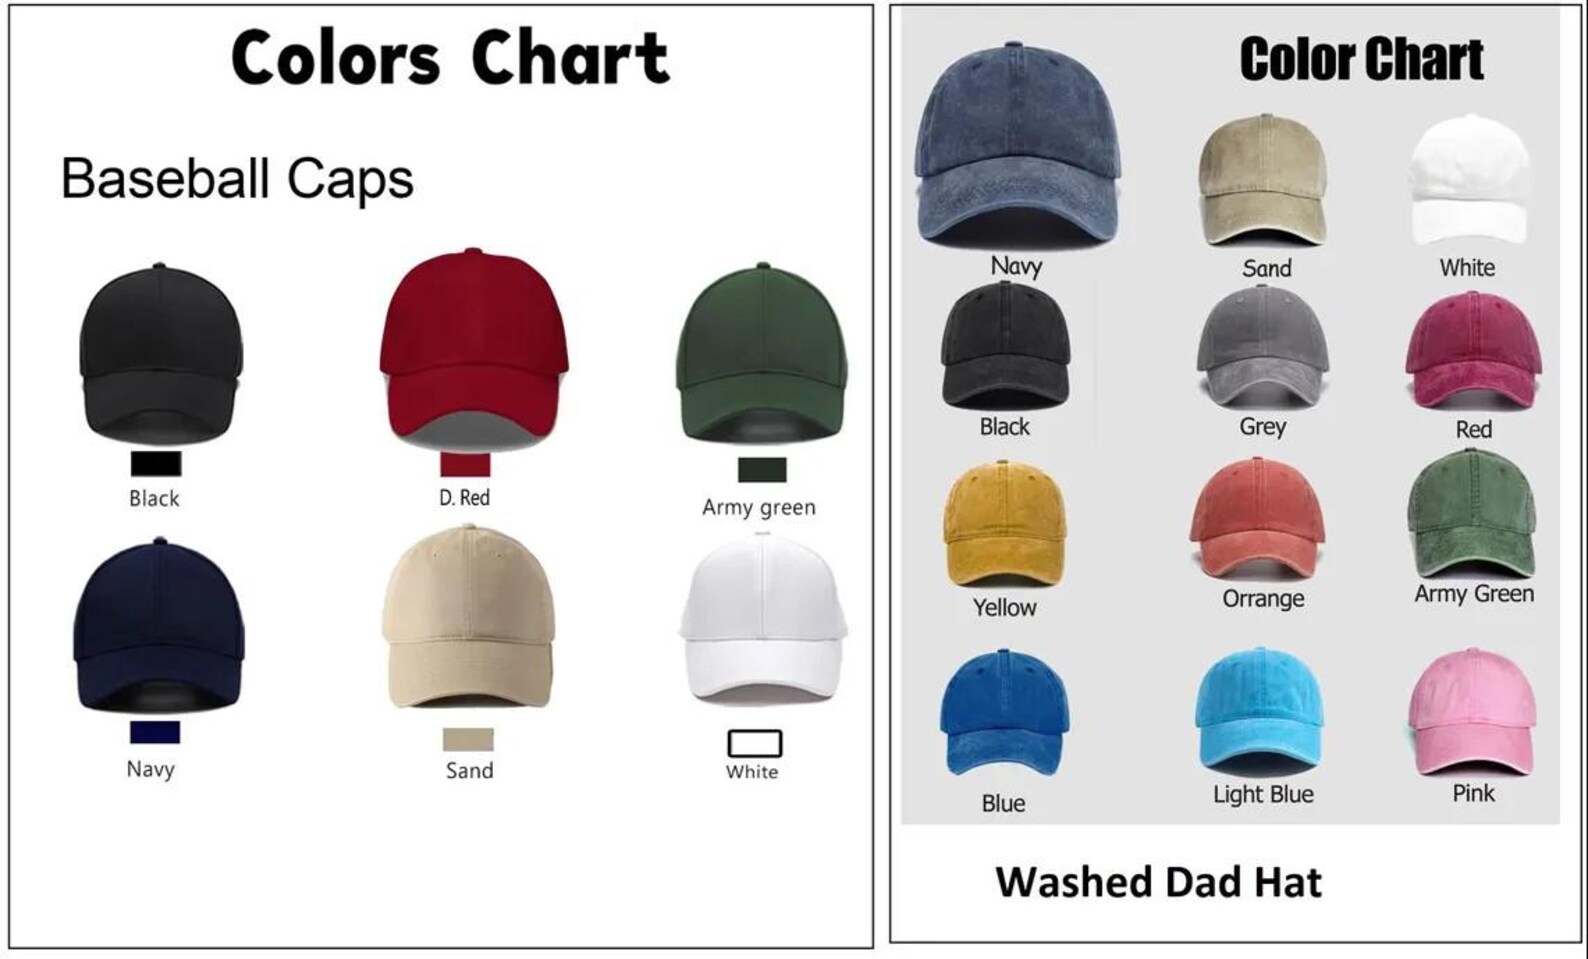 Colors Chart
Baseball Caps
Black
D. Red
Army green
Navy
Sand
White
Color Chart
Navy
Sand
White
Black
Grey
Red
Yellow
Orrange
Army Green
Blue
Light Blue
Pink
Washed Dad Hat